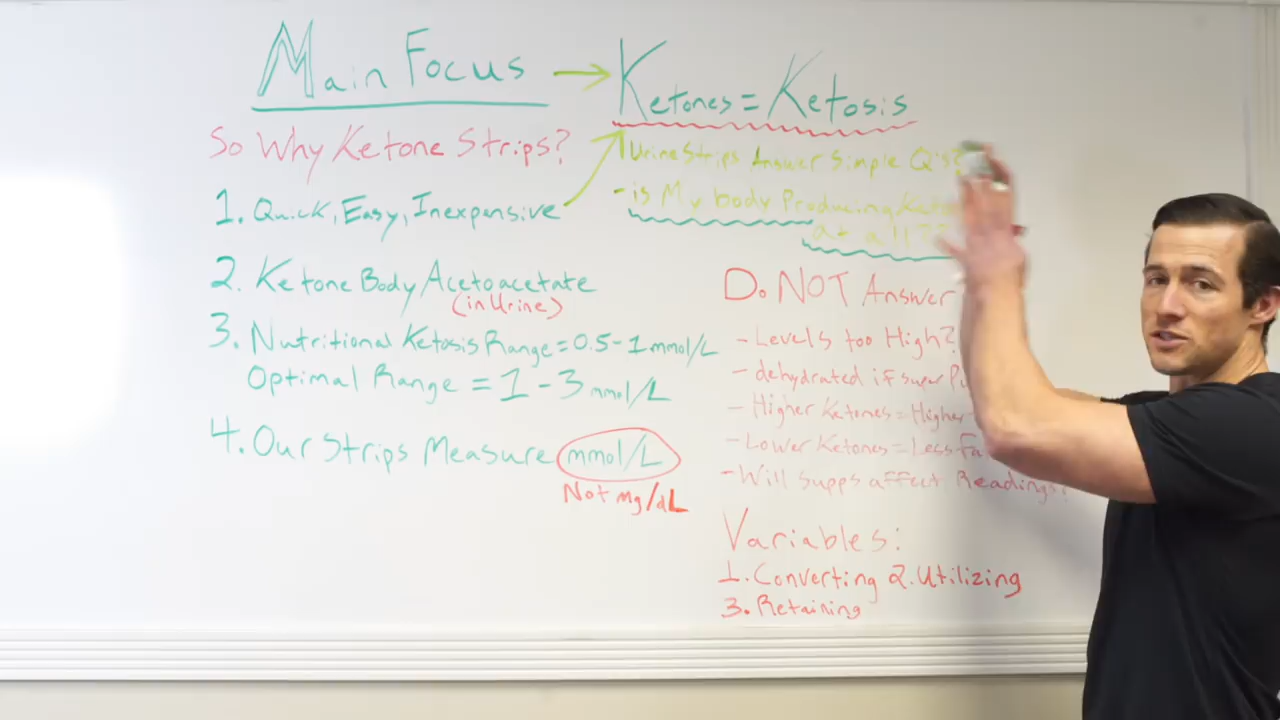 Main Focus → Ketones = Ketosis
So Why Ketone Strips?
1. Quick, Easy, Inexpensive
2. Ketone Body Acetoacetate
(in Urine)
3. Nutritional Ketosis Range = 0.5 - 1 mmol/L
Optimal Range = 1 - 3 mmol/L
4. Our Strips Measure mmol/L
Not mg/dL
Urine Strips Answer Simple Q's?
- is My body Producing
at all??
Do NOT Answer
- Levels too High?
- dehydrated if super
- Higher Ketones = Higher
- Lower Ketones = Less
- Will supps affect Readings?
Variables:
1. Converting 2. Utilizing
3. Retaining